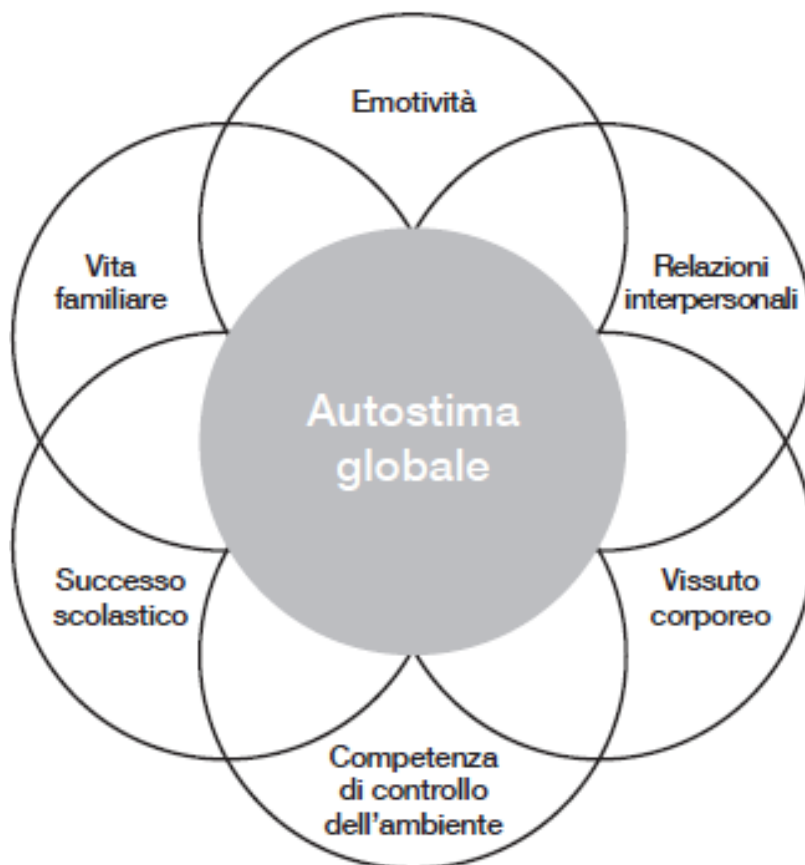 Emotività
Vita
familiare
Relazioni
interpersonali
Autostima
globale
Successo
scolastico
Vissuto
corporeo
Competenza
di controllo
dell’ambiente